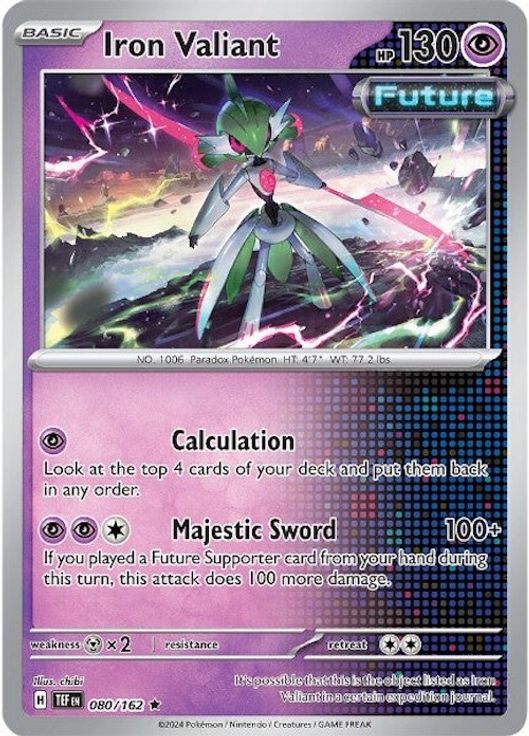 BASIC Iron Valiant HP 130
Future
NO. 1006 Paradox Pokémon HT: 4'7" WT: 77.2 lbs.
Calculation
Look at the top 4 cards of your deck and put them back
in any order.
Majestic Sword 100+
If you played a Future Supporter card from your hand during
this turn, this attack does 100 more damage.
weakness ×2 resistance retreat
Illus. chibi
It's possible that this is the object listed as Iron
Valiant in a certain expedition journal.
H TEF EN 080/162
©2024 Pokémon / Nintendo / Creatures / GAME FREAK